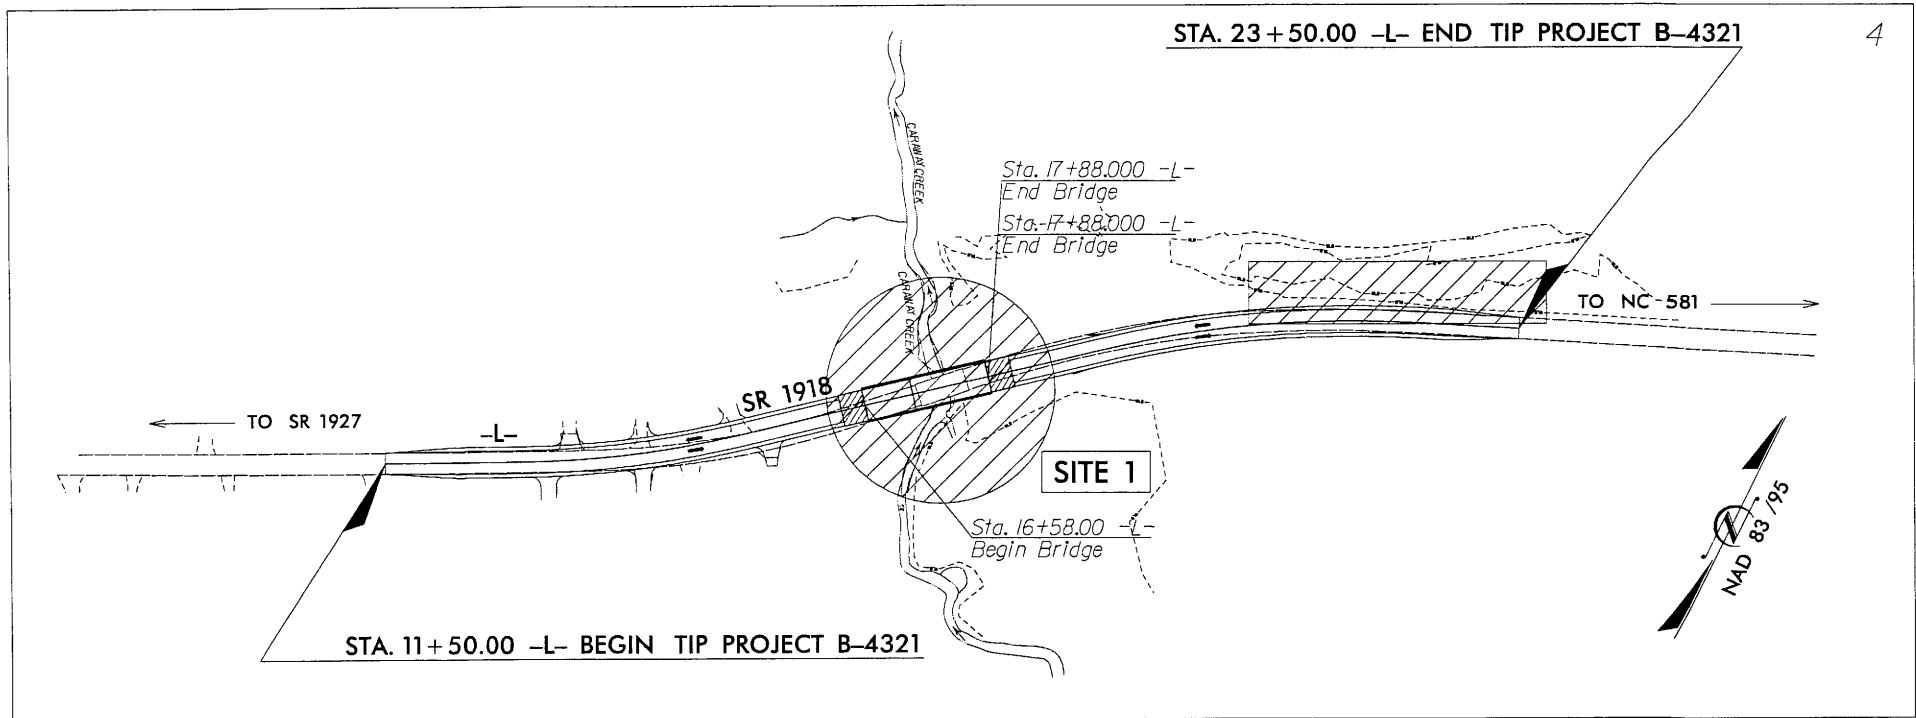 STA. 23+50.00 -L- END TIP PROJECT B-4321
4
CARAWAY CREEK
Sta. 17+88.000 -L-
End Bridge
Sta. 17+88.000 -L-
End Bridge
CARAWAY CREEK
TO NC 581
SR 1918
TO SR 1927
-L-
SITE 1
Sta. 16+58.00 -L-
Begin Bridge
NAD 83 /95
STA. 11+50.00 -L- BEGIN TIP PROJECT B-4321